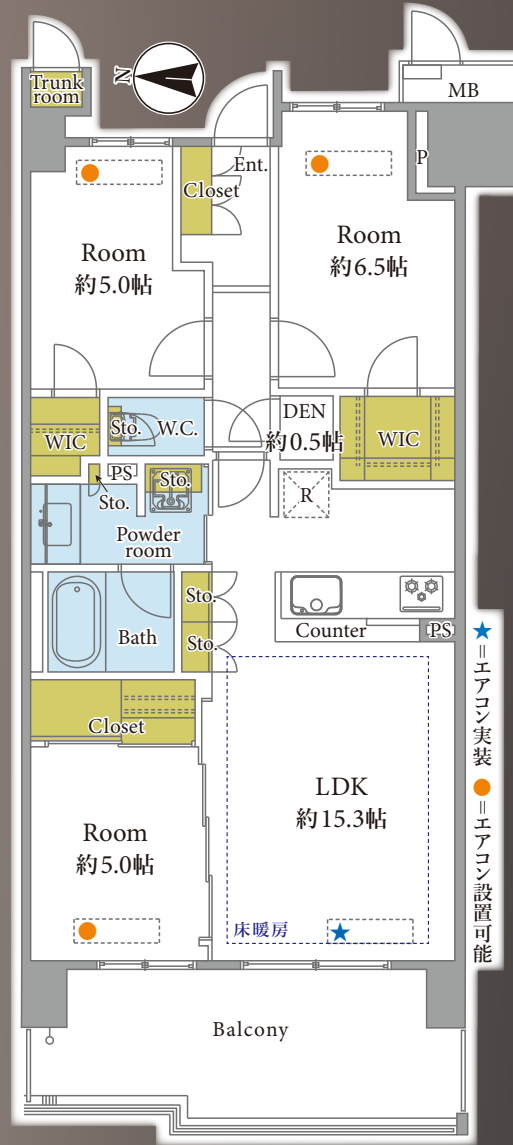 Trunk
room
N
MB
Ent.
P
Closet
Room
約5.0帖
Room
約6.5帖
DEN
約0.5帖
Sto.
W.C.
WIC
WIC
PS
Sto.
Sto.
R
Powder
room
Sto.
Bath
Counter
PS
Sto.
Closet
LDK
約15.3帖
Room
約5.0帖
床暖房
★
Balcony
★=エアコン実装 ●=エアコン設置可能